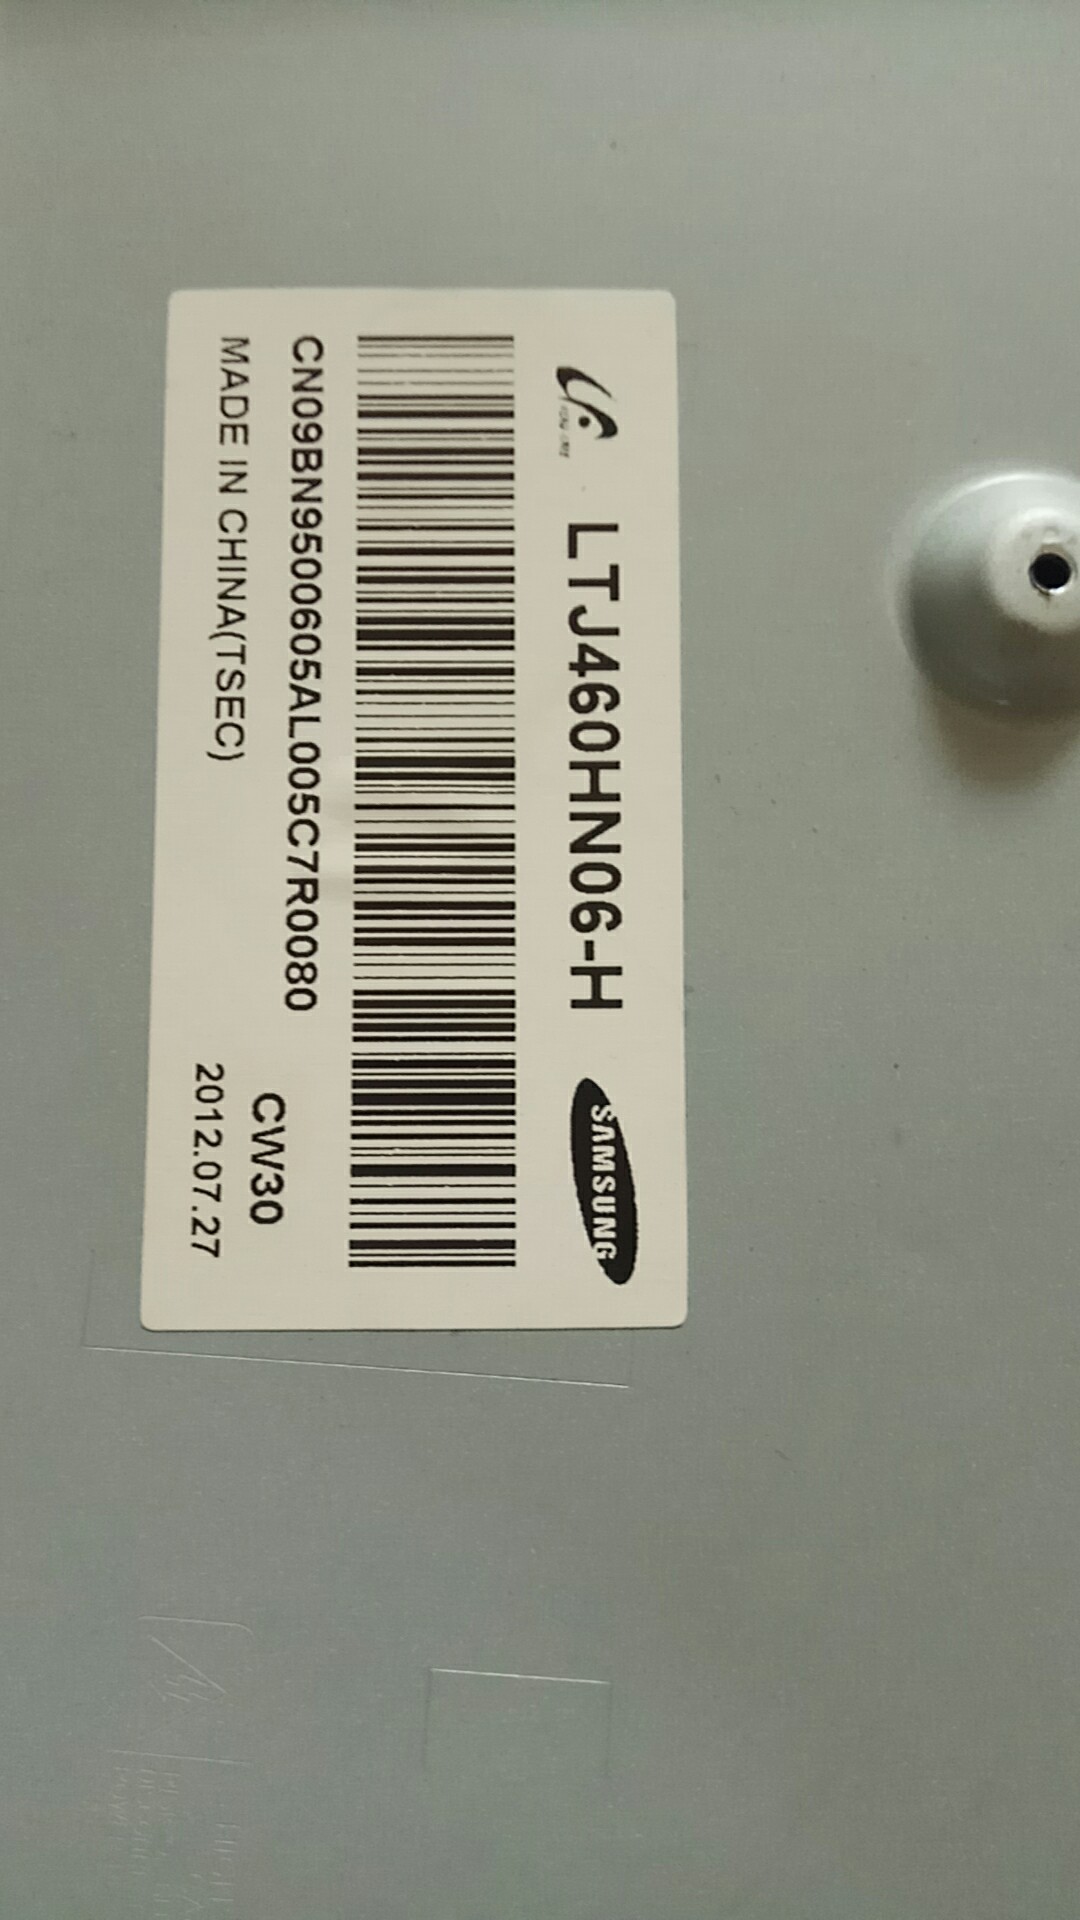 LTJ460HN06-H
SAMSUNG
CN09BN9500605AL005C7R0080
CW30
MADE IN CHINA(TSEC)
2012.07.27